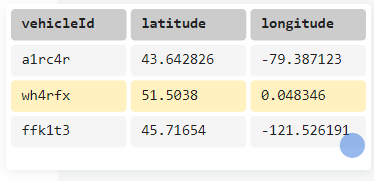 vehicleId latitude longitude
a1rc4r 43.642826 -79.387123
wh4rfx 51.5038 0.048346
ffk1t3 45.71654 -121.526191